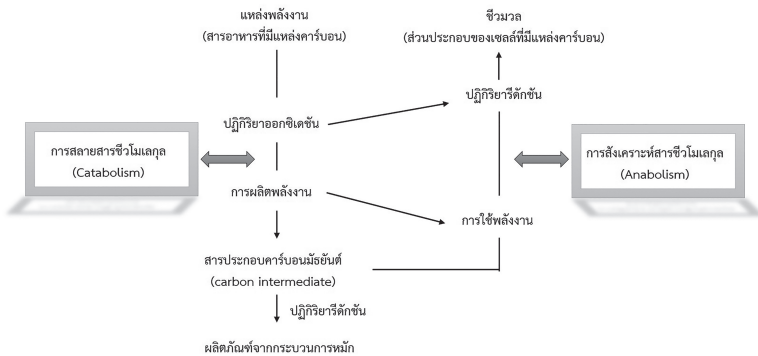 แหล่งพลังงาน
(สารอาหารที่มีแหล่งคาร์บอน)
ชีวมวล
(ส่วนประกอบของเซลล์ที่มีแหล่งคาร์บอน)
ปฏิกิริยารีดักชัน
ปฏิกิริยาออกซิเดชัน
การสลายสารชีวโมเลกุล
(Catabolism)
การสังเคราะห์สารชีวโมเลกุล
(Anabolism)
การผลิตพลังงาน
การใช้พลังงาน
สารประกอบคาร์บอนมัธยันต์
(carbon intermediate)
ปฏิกิริยารีดักชัน
ผลิตภัณฑ์จากกระบวนการหมัก